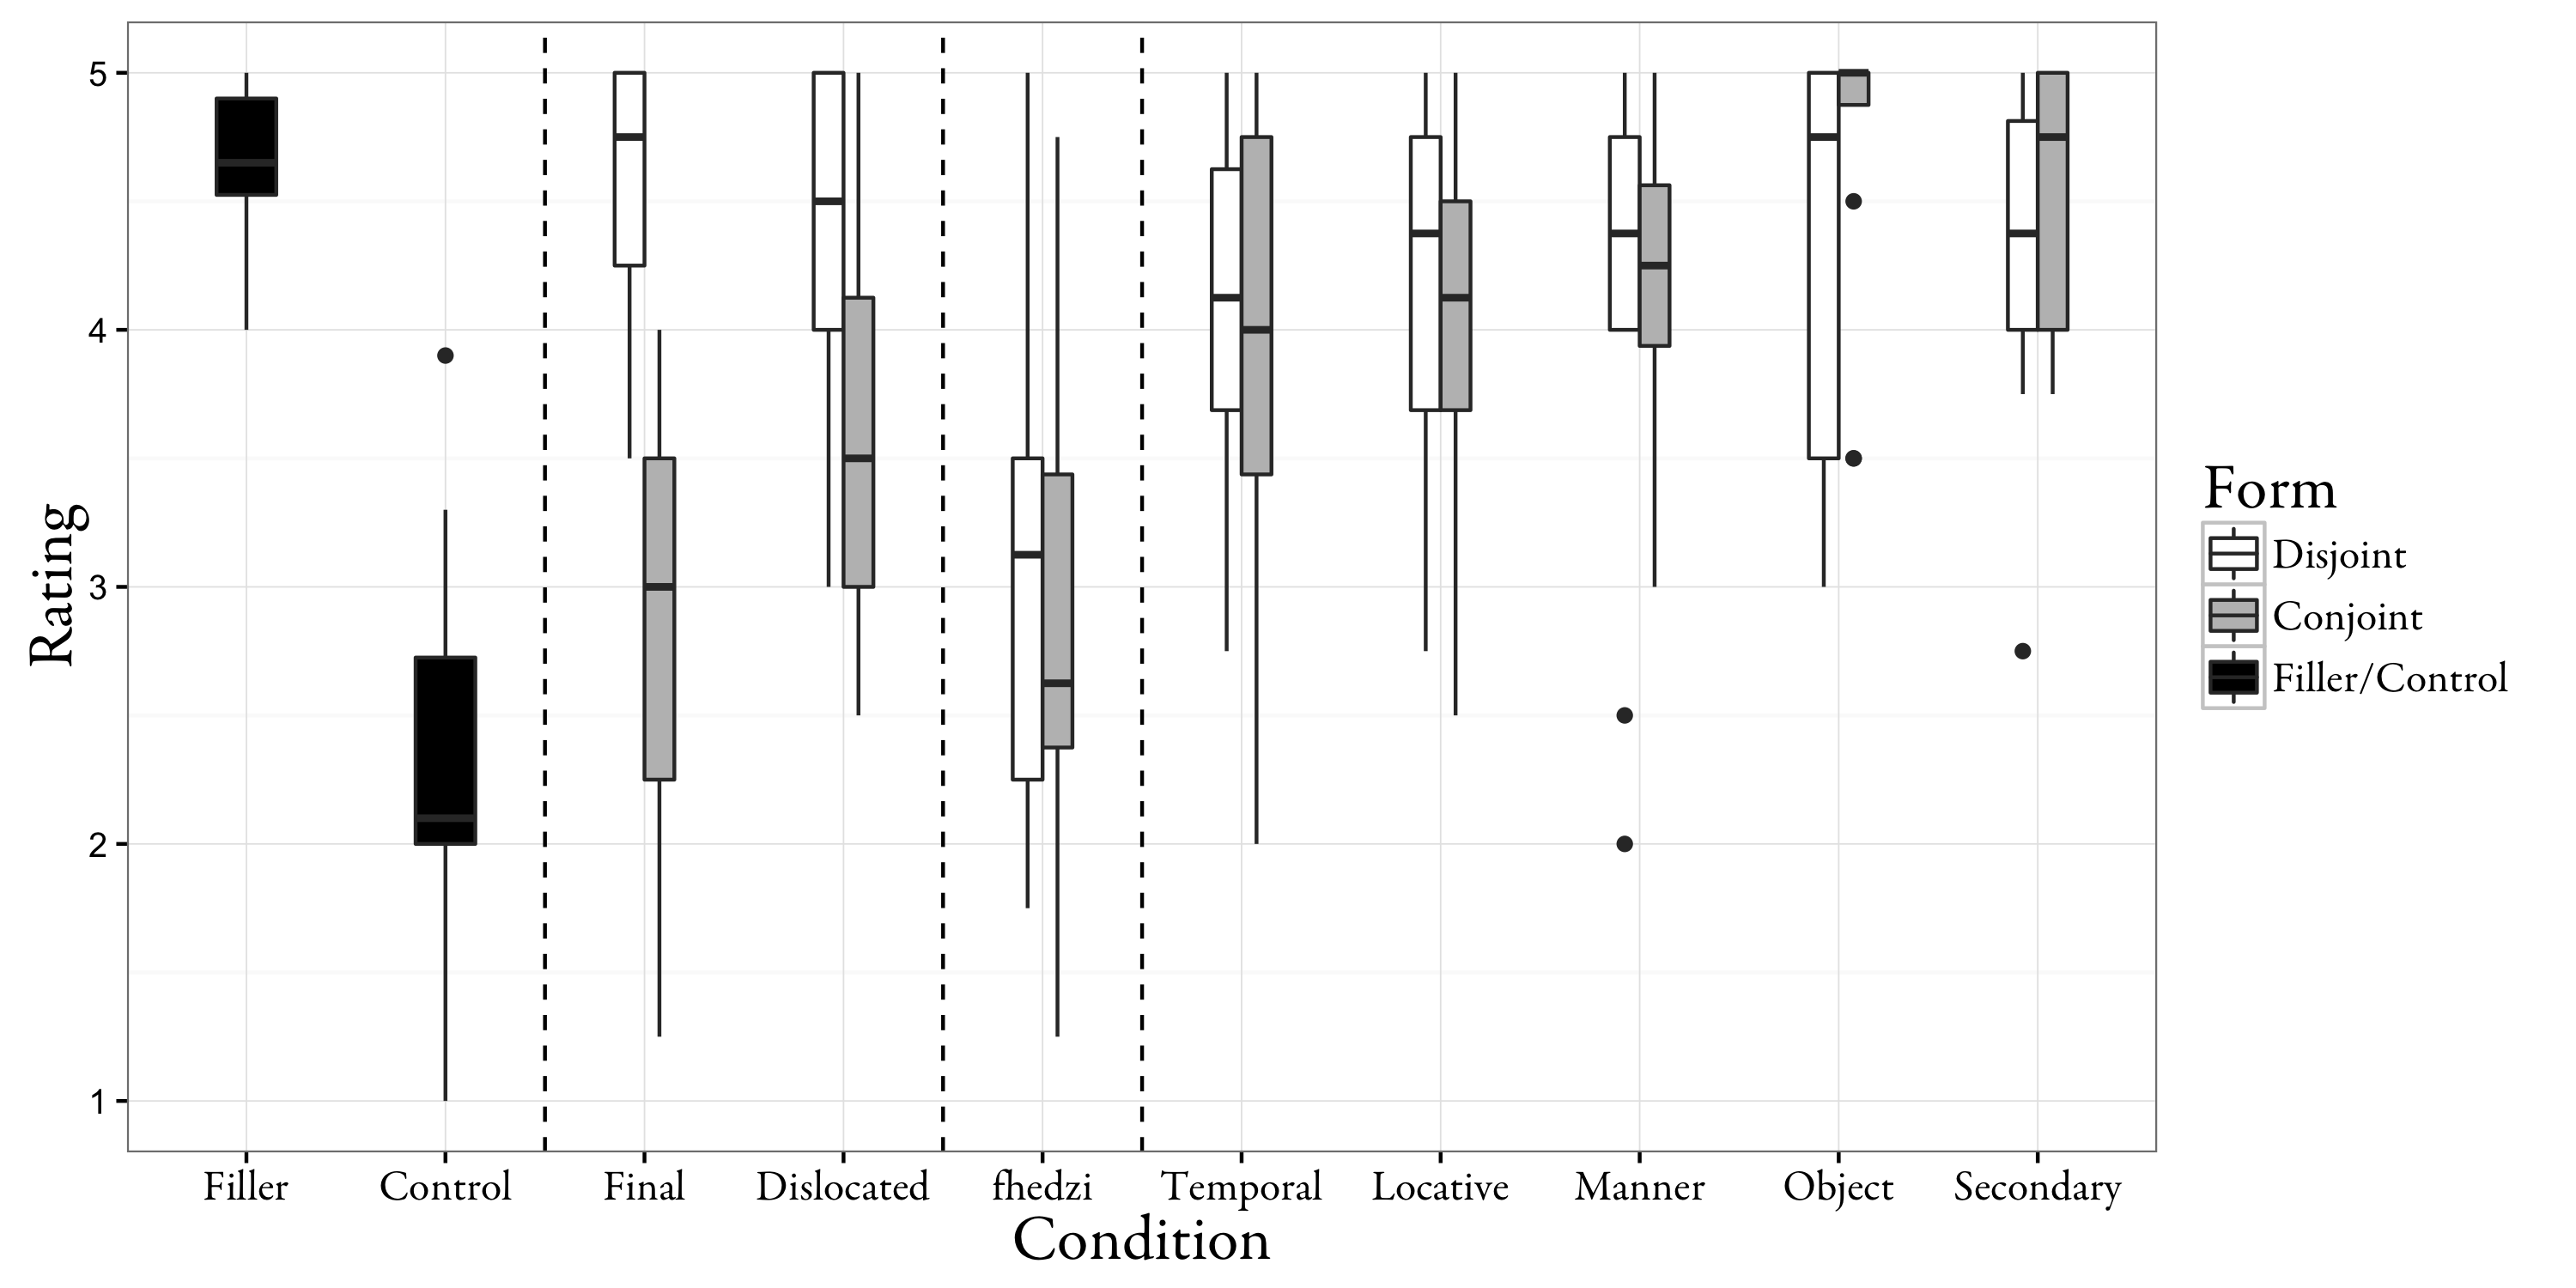 5
4
3
2
1
Rating
Filler Control Final Dislocated fhedzi Temporal Locative Manner Object Secondary
Condition
Form
Disjoint
Conjoint
Filler/Control